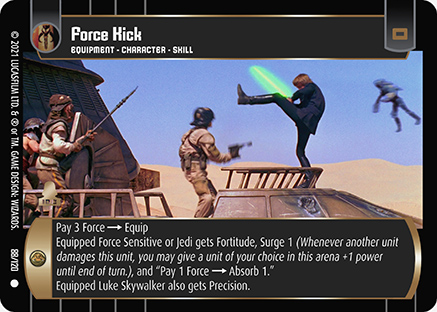 Force Kick
EQUIPMENT - CHARACTER - SKILL
Pay 3 Force → Equip
Equipped Force Sensitive or Jedi gets Fortitude, Surge 1 (Whenever another unit
damages this unit, you may give a unit of your choice in this arena +1 power
until end of turn.), and “Pay 1 Force → Absorb 1.”
Equipped Luke Skywalker also gets Precision.
© 2021 LUCASFILM LTD. & ® or TM. GAME DESIGN: WIZARDS.